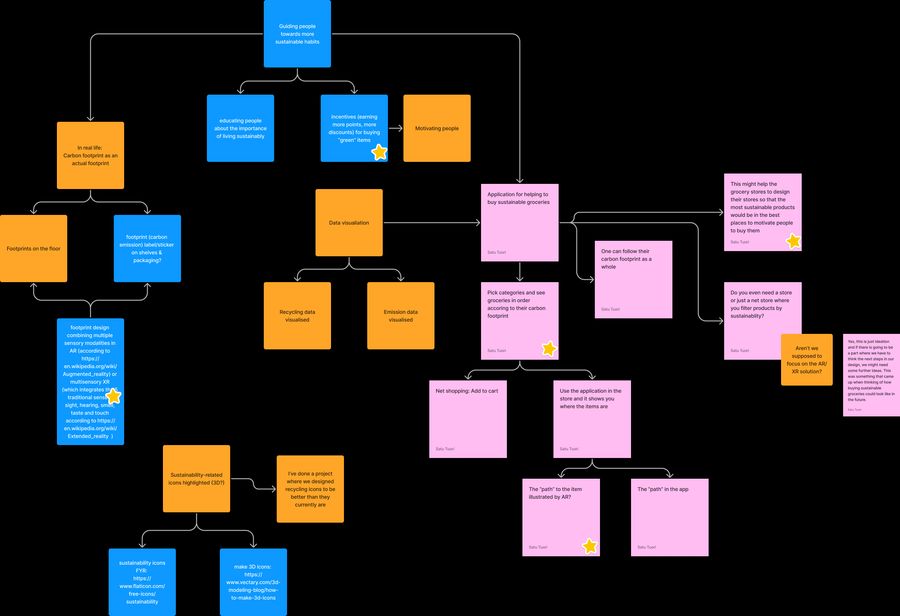 Guiding people
towards more
sustainable habits
educating people
about the importance
of living sustainably
incentives (earning
more points, more
discounts) for buying
"green" items
Motivating people
In real life:
Carbon footprint as an
actual footprint
Footprints on the floor
footprint (carbon
emission) label/sticker
on shelves &
packaging?
footprint design
combining multiple
sensory modalities in
AR (according to
https://
en.wikipedia.org/wiki/
Augmented_reality) or
multisensory XR
(which integrates
traditional
sight, hearing,
taste and touch
according to https://
en.wikipedia.org/wiki/
Extended_reality )
Data visuallation
Recycling data
visualised
Emission data
visualised
Application for helping to
buy sustainable groceries
Satu Tuari
Pick categories and see
groceries in order
accoring to their carbon
footprint
Satu Tuari
Net shopping: Add to cart
Satu Tuari
Use the application in the
store and it shows you
where the items are
Satu Tuari
The "path" to the item
illustrated by AR?
Satu Tuari
The "path" in the app
Satu Tuari
One can follow their
carbon footprint as a
whole
Satu Tuari
This might help the
grocery stores to design
their stores so that the
most sustainable products
would be in the best
places to motivate people
to buy them
Satu Tuari
Do you even need a store
or just a net store where
you filter products by
sustainablity?
Satu Tuari
Aren't we
supposed to
focus on the AR/
XR solution?
Yes, this is just ideation
and if there is going to be
a part where we have to
think the next steps in our
design, we might need
some further ideas. This
was something that came
up when thinking of how
buying sustainable
groceries could look like in
the future.
Satu Tuari
Sustainability-related
icons highlighted (3D?)
I've done a project
where we designed
recycling icons to be
better than they
currently are
sustainability icons
FYR:
https://
www.flaticon.com/
free-icons/
sustainability
make 3D icons:
https://
www.vectary.com/3d-
modeling-blog/how-
to-make-3d-icons